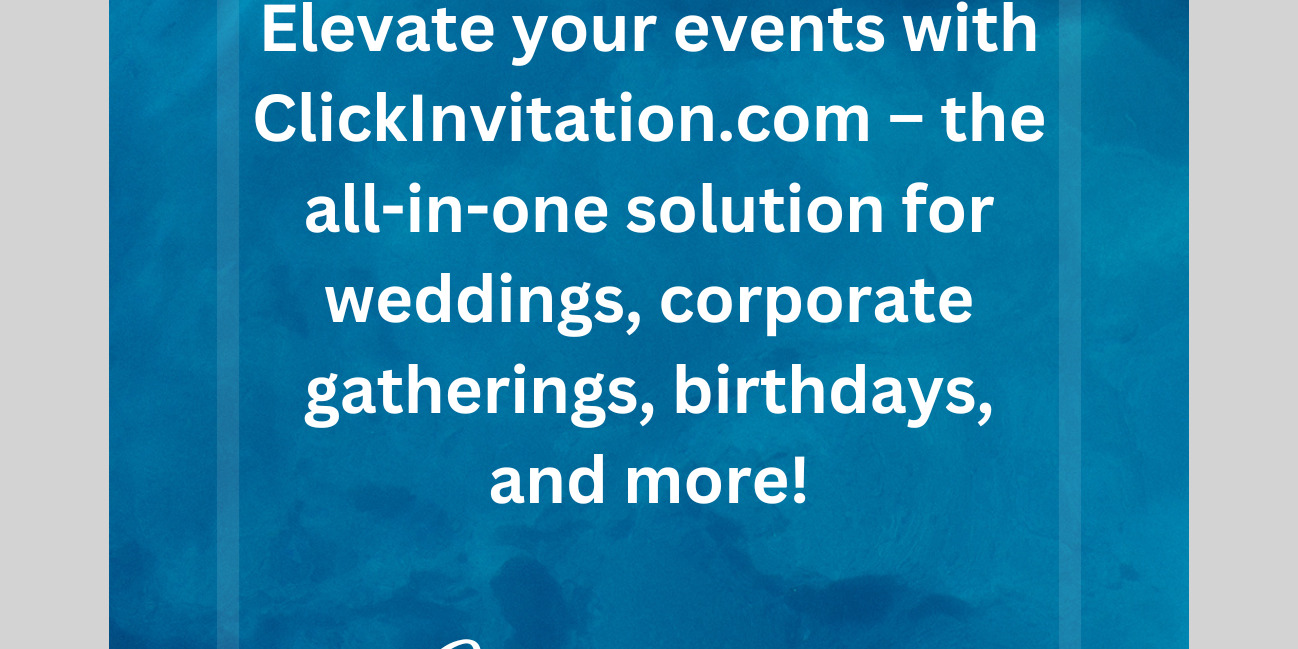 Elevate your events with
ClickInvitation.com – the
all-in-one solution for
weddings, corporate
gatherings, birthdays,
and more!